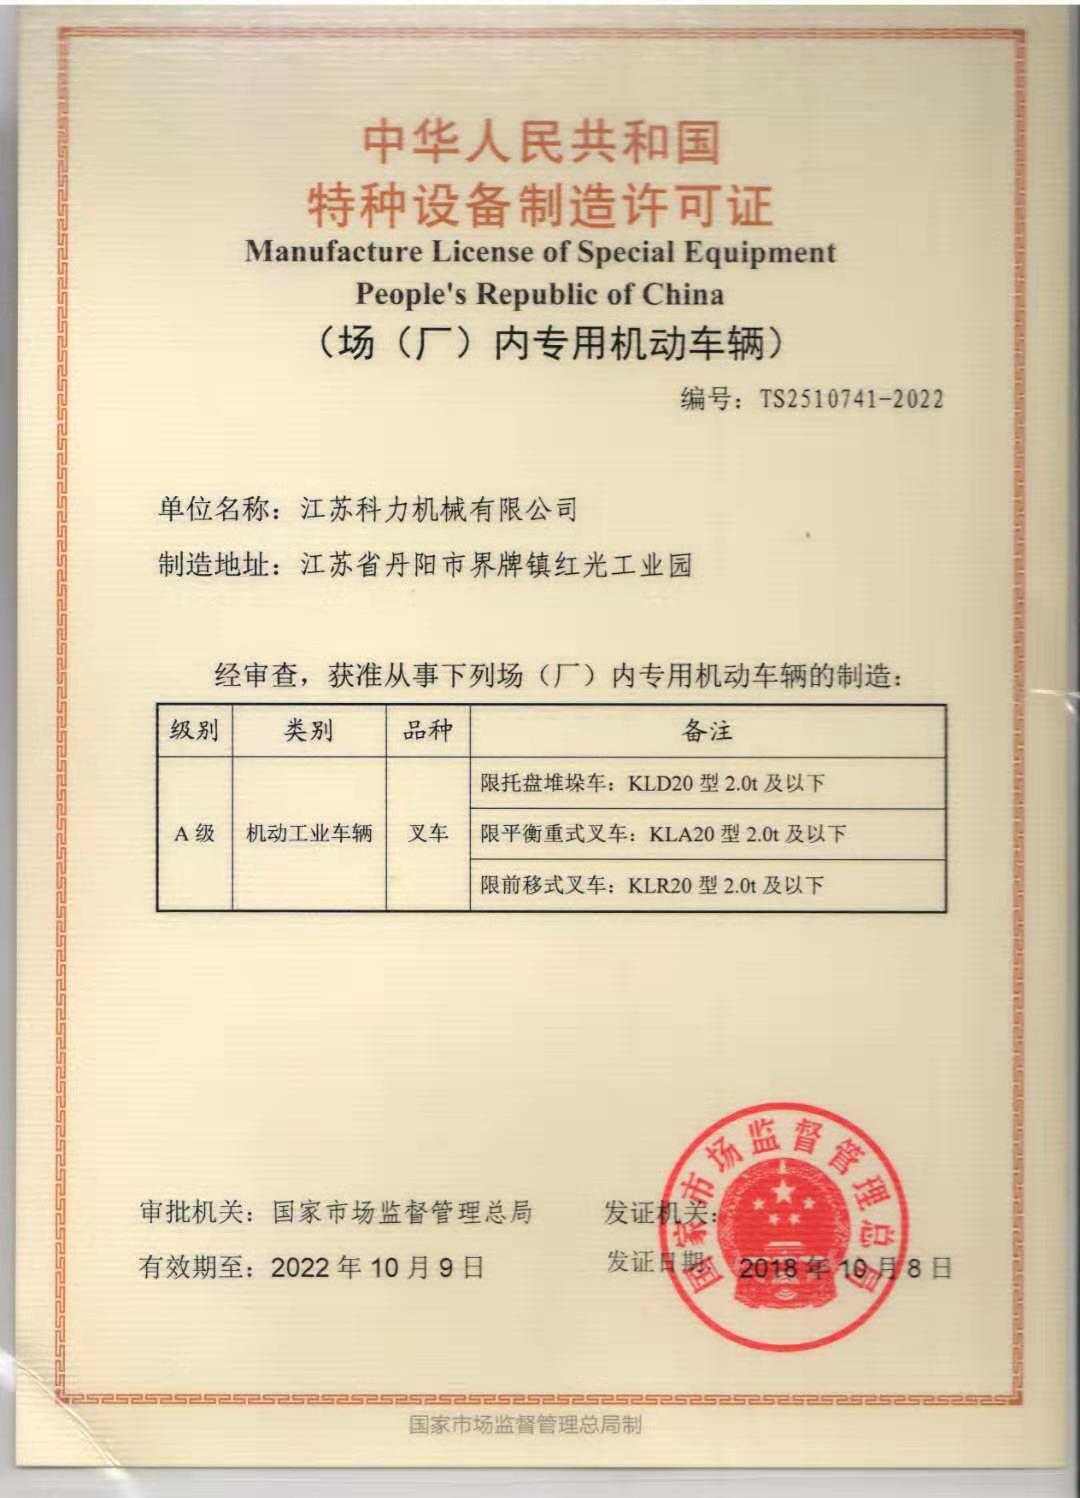 中华人民共和国
特种设备制造许可证
Manufacture License of Special Equipment
People's Republic of China
（场（厂）内专用机动车辆）
编号：TS2510741-2022
单位名称：江苏科力机械有限公司
制造地址：江苏省丹阳市界牌镇红光工业园
经审查，获准从事下列场（厂）内专用机动车辆的制造：
级别 类别 品种 备注
A 级 机动工业车辆 叉车
限托盘堆垛车：KLD20 型 2.0t 及以下
限平衡重式叉车：KLA20 型 2.0t 及以下
限前移式叉车：KLR20 型 2.0t 及以下
审批机关：国家市场监督管理总局
发证机关：
有效期至：2022 年 10 月 9 日
发证日期：2018 年 10 月 8 日
国家市场监督管理总局
国家市场监督管理总局制